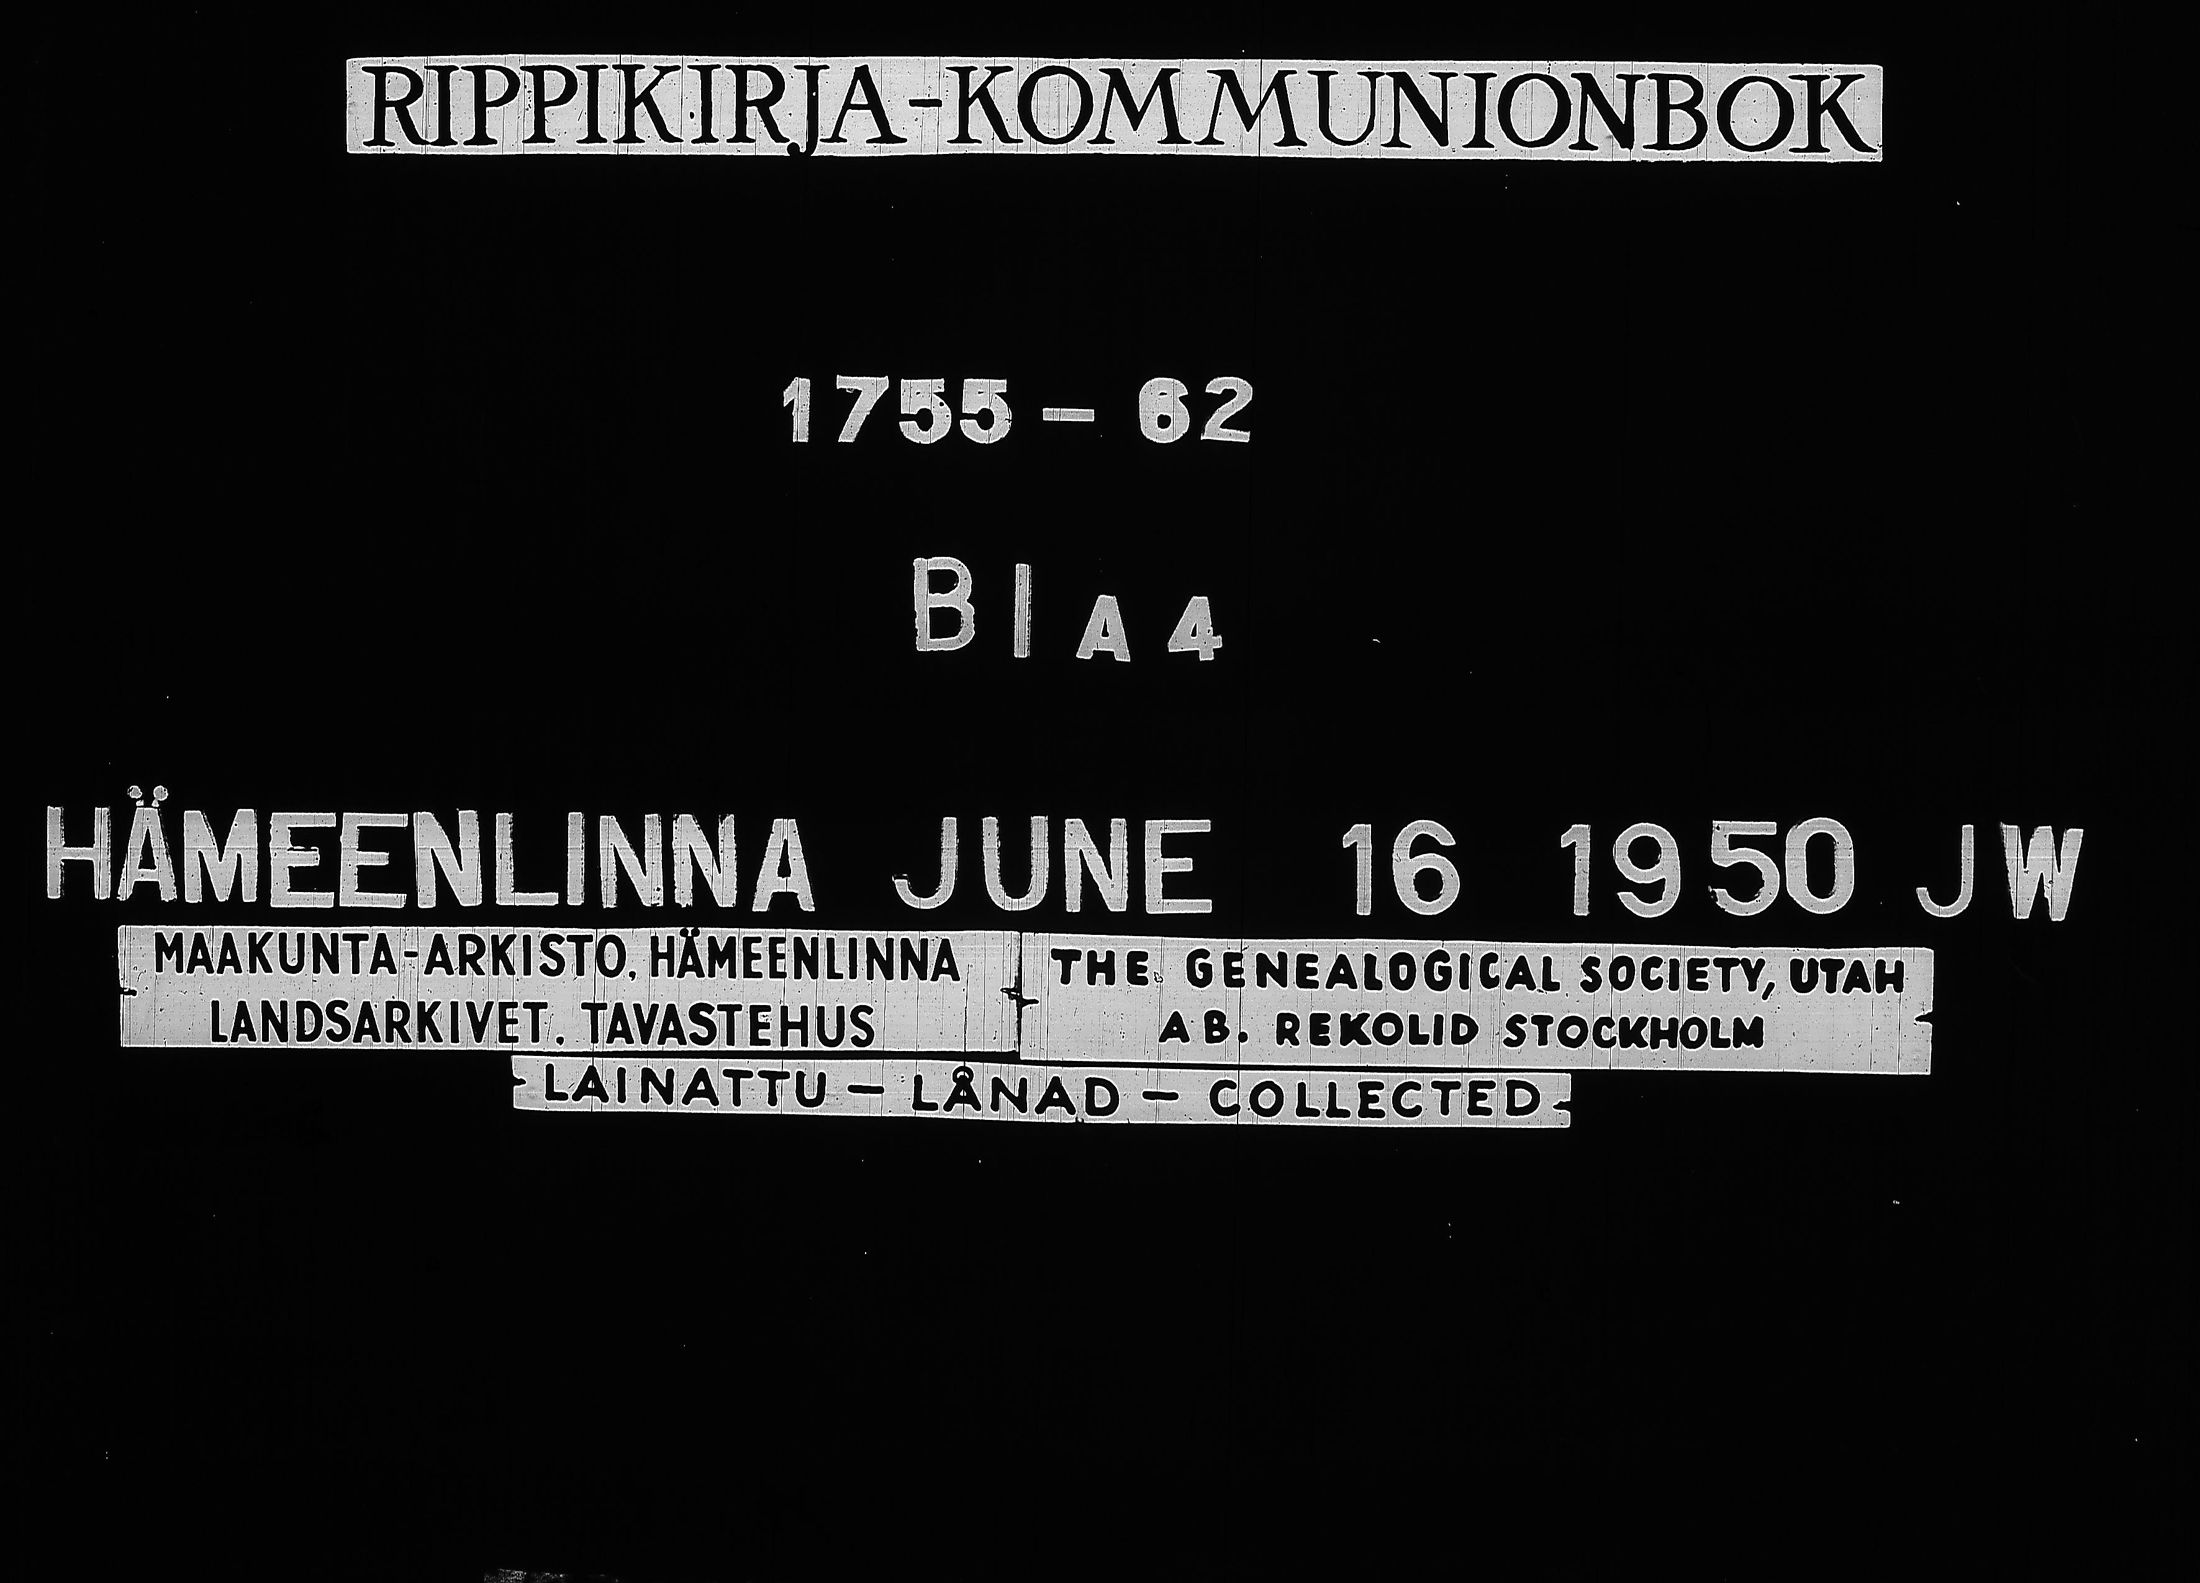 RIPPIKIRJA-KOMMUNIONBOK
1755-62
BIA4
HÄMEENLINNA JUNE 16 1950 JW
MAAKUNTA-ARKISTO, HÄMEENLINNA
LANDSARKIVET. TAVASTEHUS
THE GENEALOGICAL SOCIETY, UTAH
AB. REKOLID STOCKHOLM
LAINATTU - LÅNAD - COLLECTED